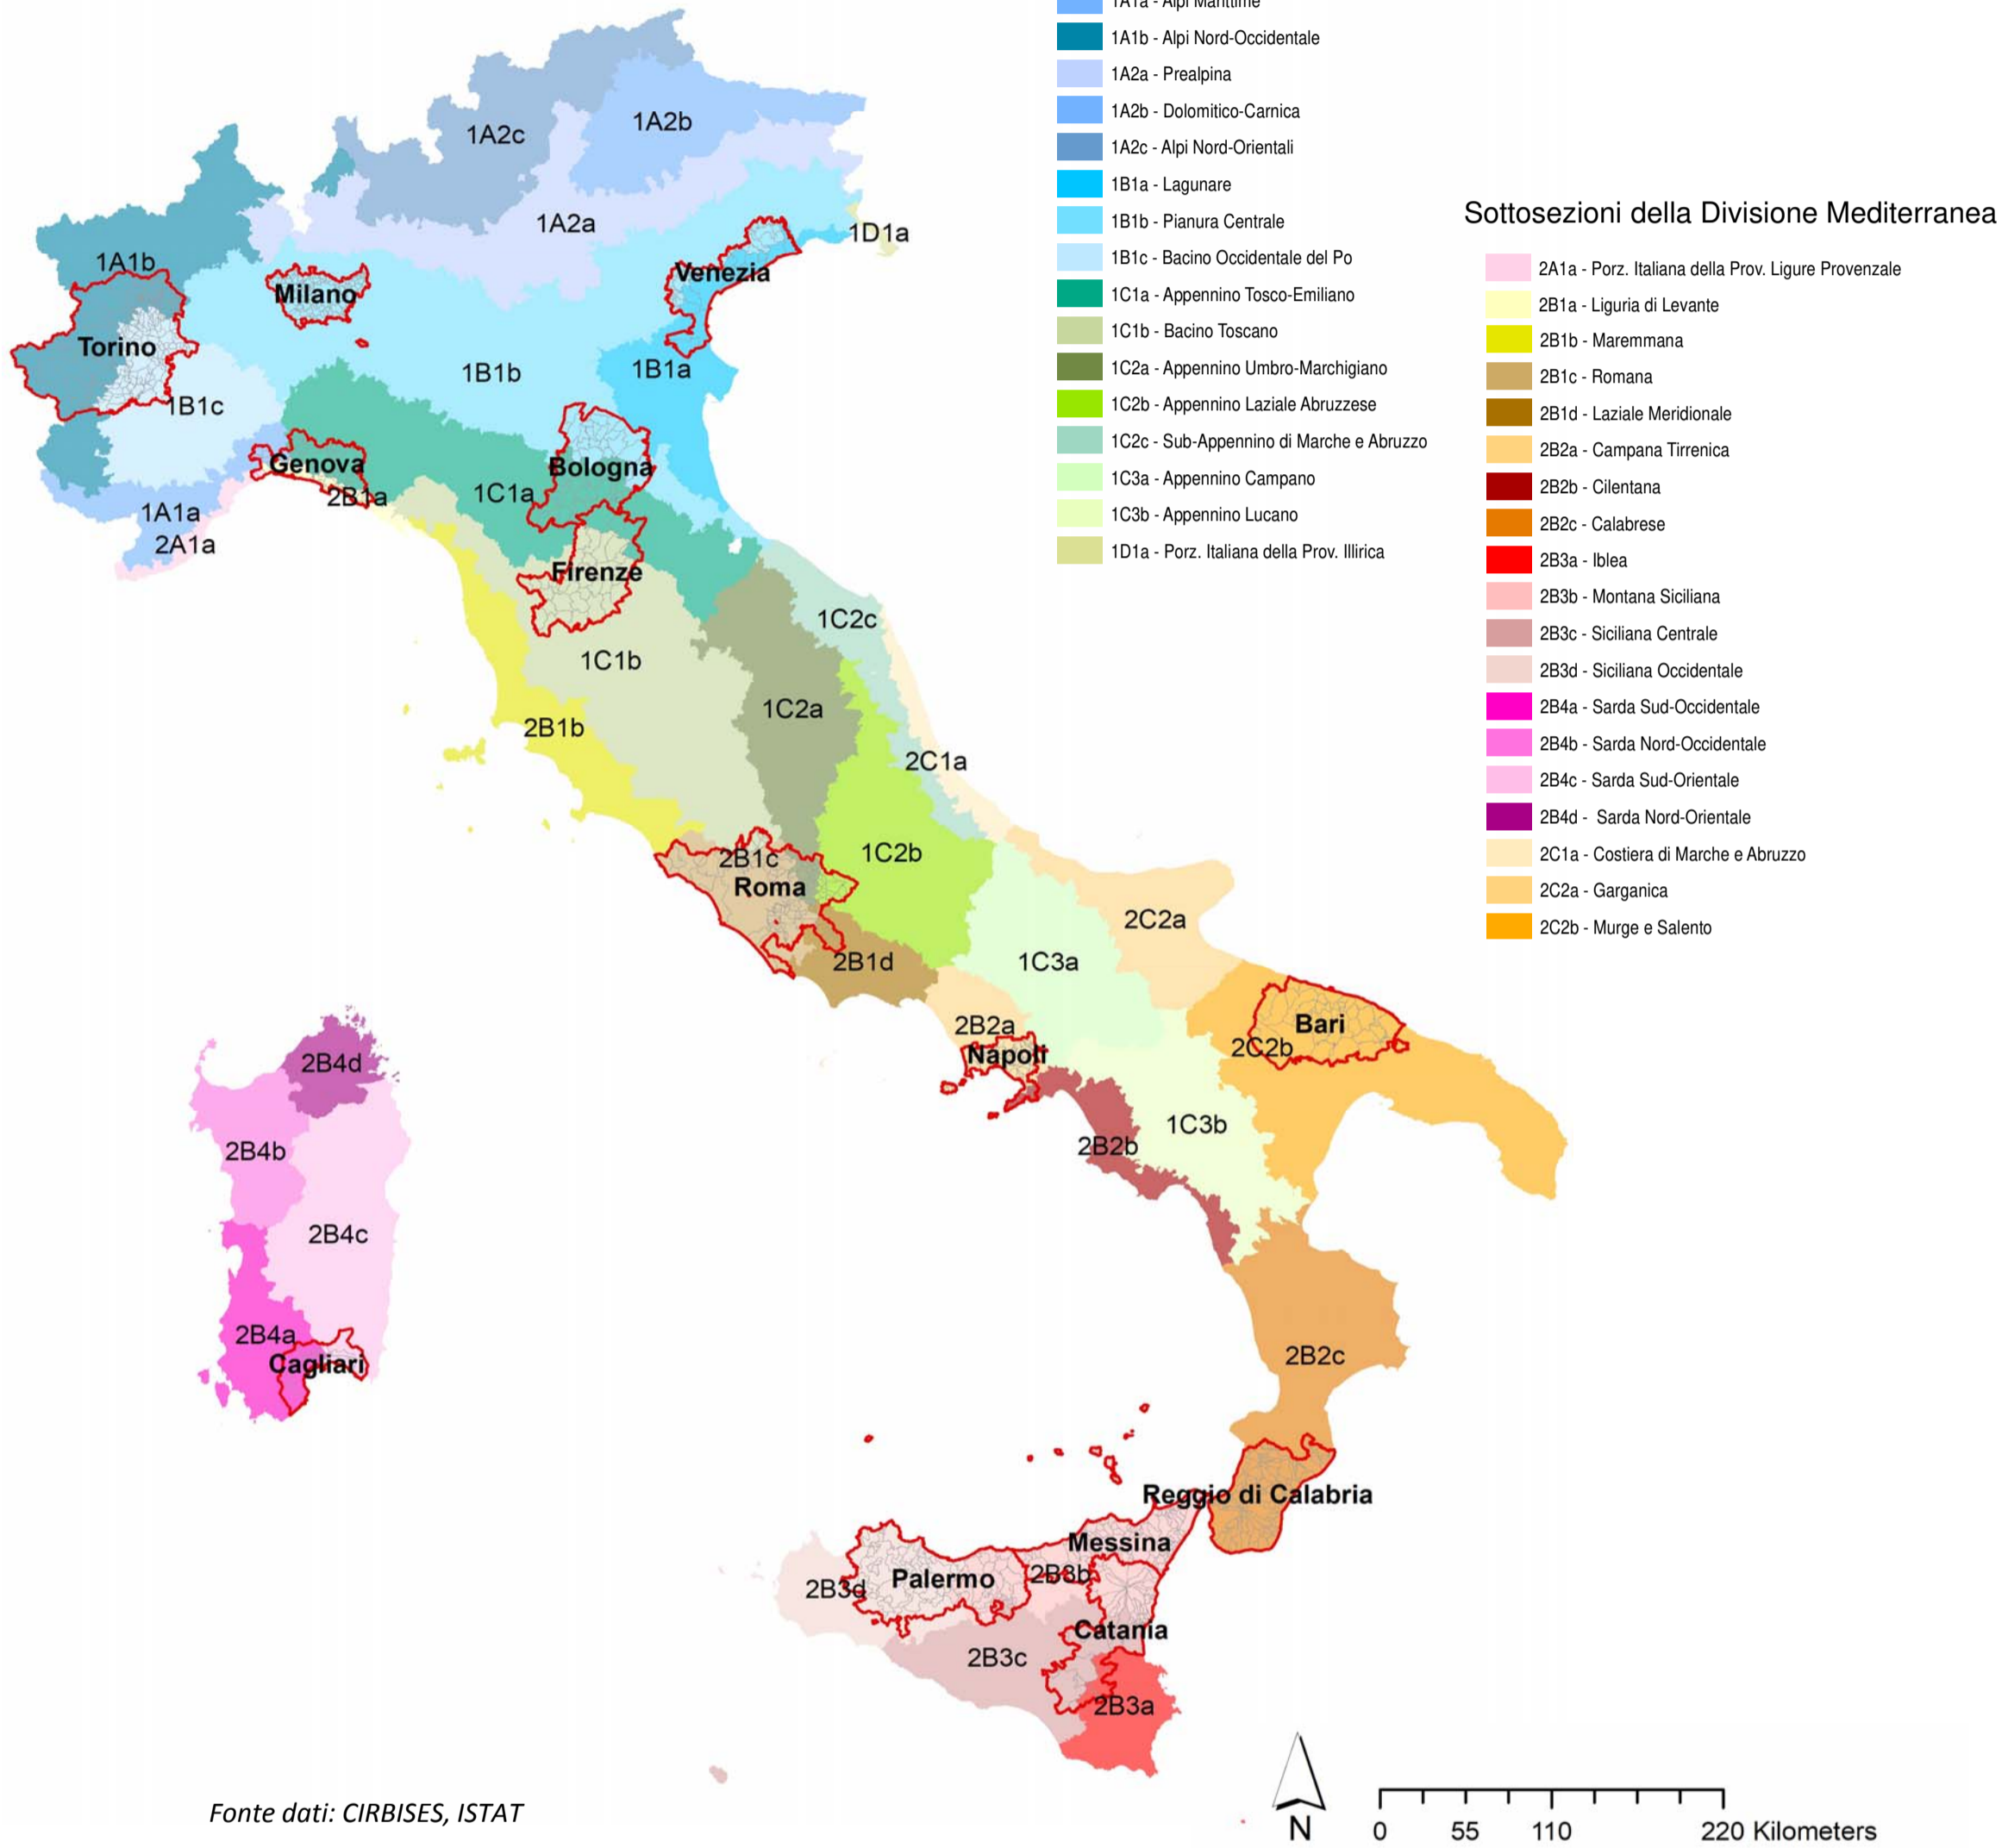 1A1a - Alpi Marittime
1A1b - Alpi Nord-Occidentale
1A2a - Prealpina
1A2b - Dolomitico-Carnica
1A2c - Alpi Nord-Orientali
1B1a - Lagunare
1B1b - Pianura Centrale
1B1c - Bacino Occidentale del Po
1C1a - Appennino Tosco-Emiliano
1C1b - Bacino Toscano
1C2a - Appennino Umbro-Marchigiano
1C2b - Appennino Laziale Abruzzese
1C2c - Sub-Appennino di Marche e Abruzzo
1C3a - Appennino Campano
1C3b - Appennino Lucano
1D1a - Porz. Italiana della Prov. Illirica
Sottosezioni della Divisione Mediterranea
2A1a - Porz. Italiana della Prov. Ligure Provenzale
2B1a - Liguria di Levante
2B1b - Maremmana
2B1c - Romana
2B1d - Laziale Meridionale
2B2a - Campana Tirrenica
2B2b - Cilentana
2B2c - Calabrese
2B3a - Iblea
2B3b - Montana Siciliana
2B3c - Siciliana Centrale
2B3d - Siciliana Occidentale
2B4a - Sarda Sud-Occidentale
2B4b - Sarda Nord-Occidentale
2B4c - Sarda Sud-Orientale
2B4d - Sarda Nord-Orientale
2C1a - Costiera di Marche e Abruzzo
2C2a - Garganica
2C2b - Murge e Salento
1A2c
1A2b
1A2a
1D1a
1A1b
Venezia
Milano
Torino
1B1b
1B1a
1B1c
Genova
Bologna
2B1a
1C1a
1A1a
2A1a
Firenze
1C2c
1C1b
1C2a
2B1b
2C1a
2B1c
1C2b
Roma
2C2a
2B1d
1C3a
2B2a
Bari
2C2b
Napoli
2B4d
1C3b
2B2b
2B4b
2B4c
2B4a
Cagliari
2B2c
Reggio di Calabria
Messina
2B3b
Palermo
2B3d
Catania
2B3c
2B3a
Fonte dati: CIRBISES, ISTAT
N
0 55 110 220 Kilometers